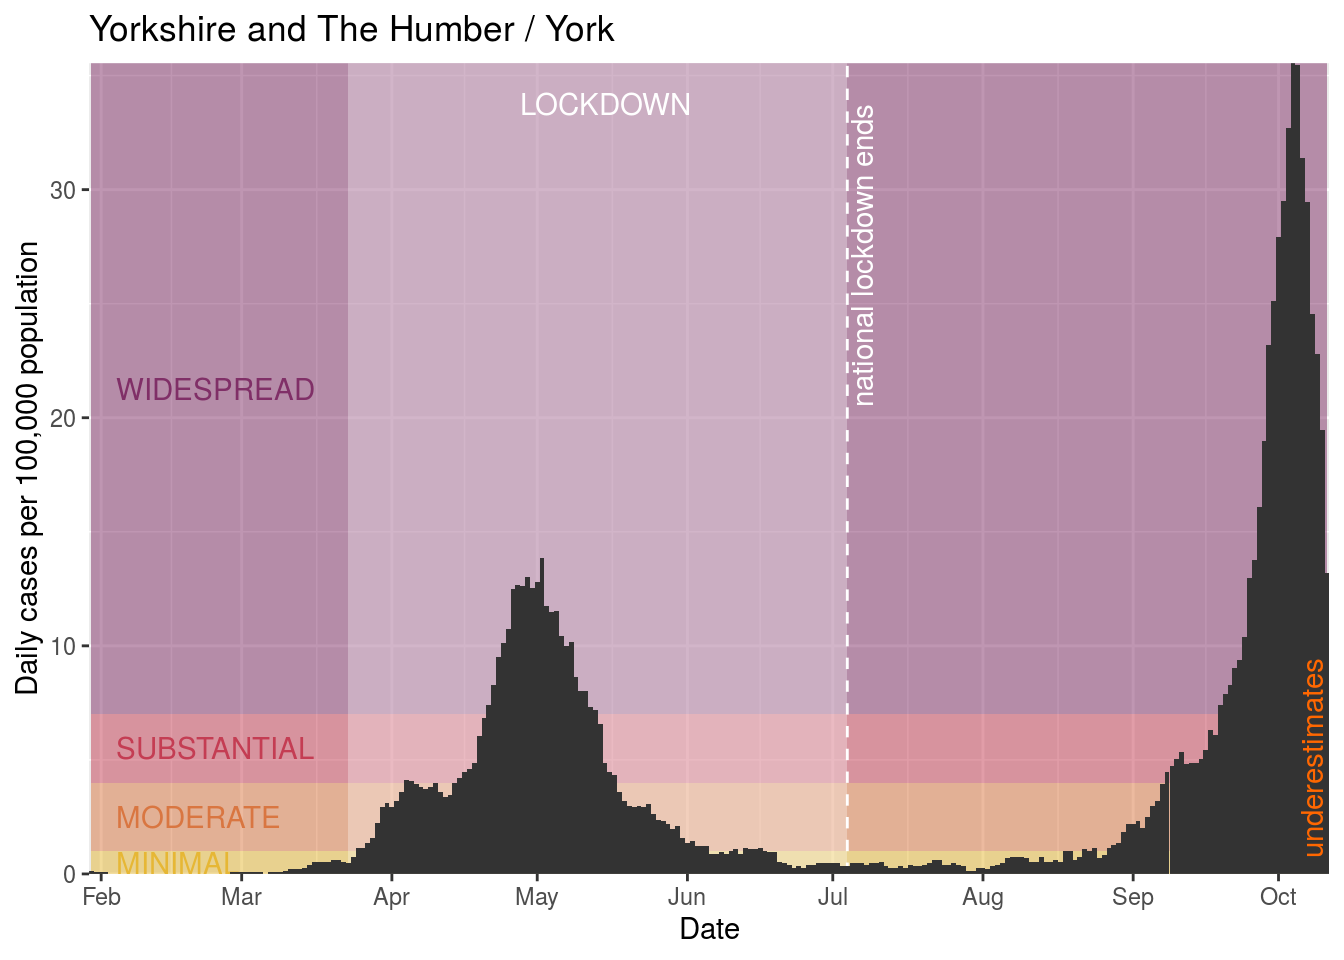 Yorkshire and The Humber / York
Daily cases per 100,000 population
30
20
10
0
LOCKDOWN
national lockdown ends
WIDESPREAD
SUBSTANTIAL
MODERATE
MINIMAL
underestimates
Feb Mar Apr May Jun Jul Aug Sep Oct
Date